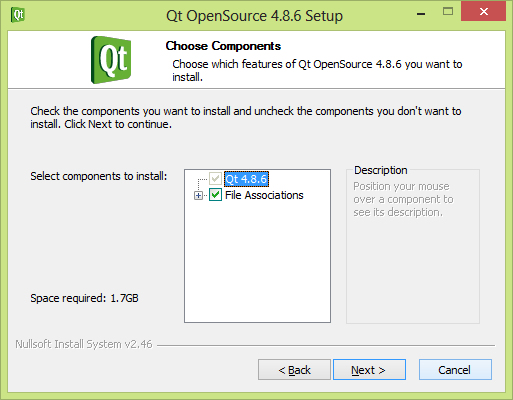 Qt
Qt OpenSource 4.8.6 Setup
Qt
Choose Components
Choose which features of Qt OpenSource 4.8.6 you want to
install.
Check the components you want to install and uncheck the components you don't want to
install. Click Next to continue.
Select components to install:
Qt 4.8.6
File Associations
Description
Position your mouse
over a component to
see its description.
Space required: 1.7GB
Nullsoft Install System v2.46
< Back
Next >
Cancel